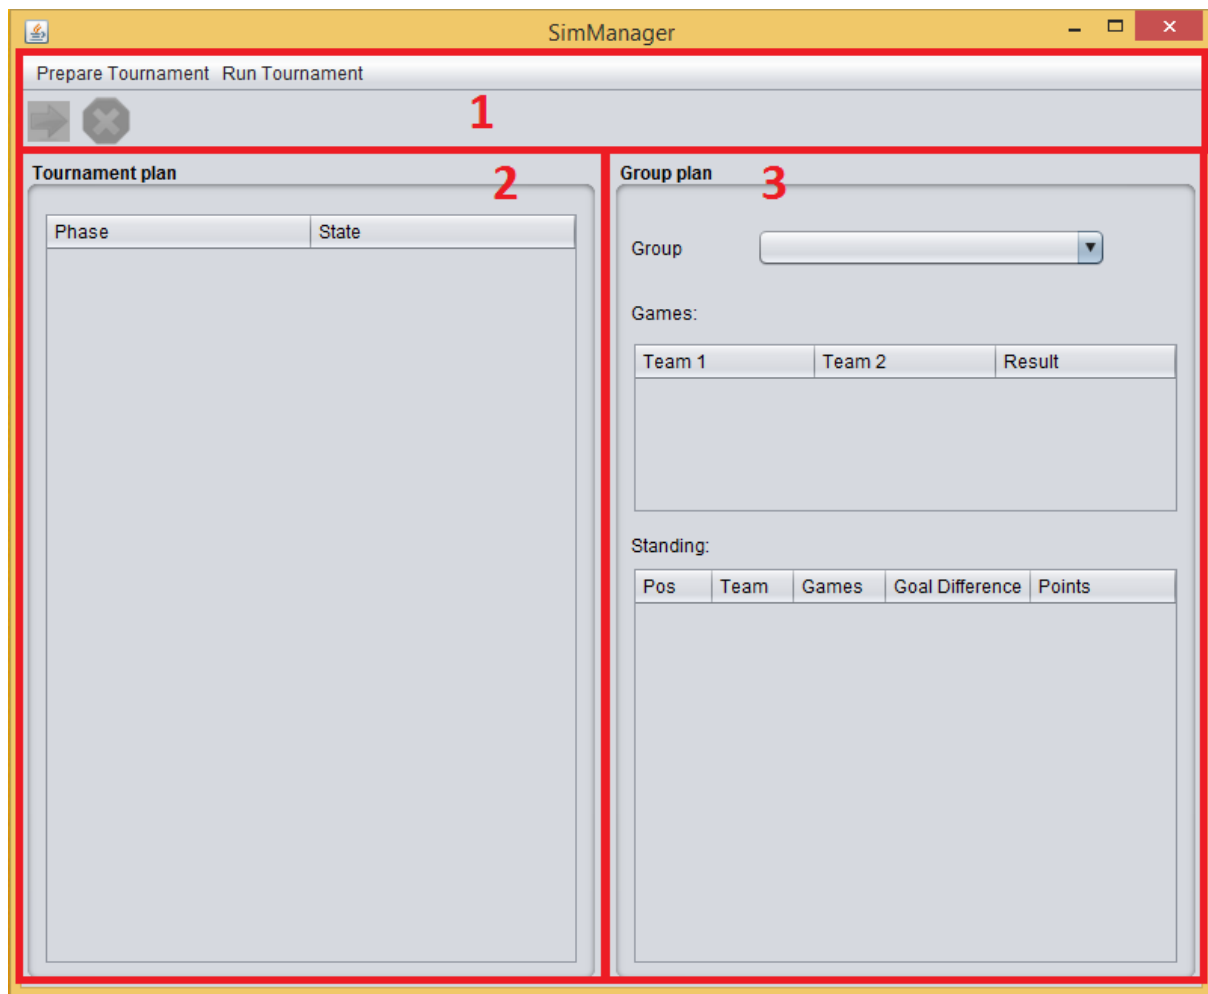 SimManager
Prepare Tournament Run Tournament
1
Tournament plan
2
Phase State
Group plan
3
Group
Games:
Team 1 Team 2 Result
Standing:
Pos Team Games Goal Difference Points